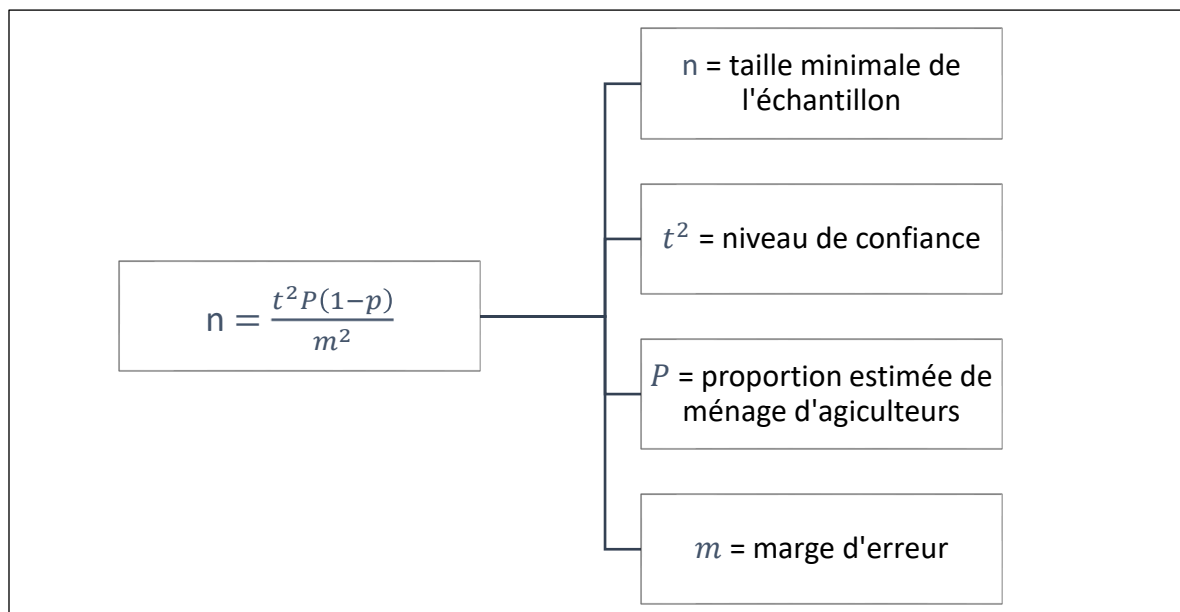 n = taille minimale de
l'échantillon
t² = niveau de confiance
n = t²P(1−p) / m²
P = proportion estimée de
ménage d'agiculteurs
m = marge d'erreur